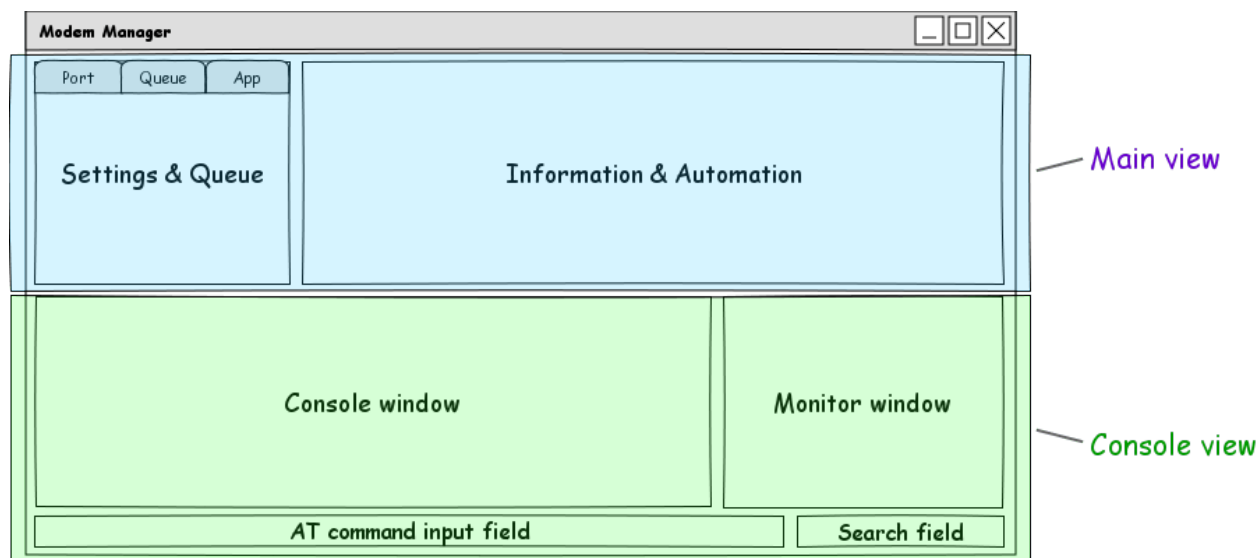 Modem Manager
Port Queue App
Settings & Queue
Information & Automation
Main view
Console window
Monitor window
Console view
AT command input field
Search field